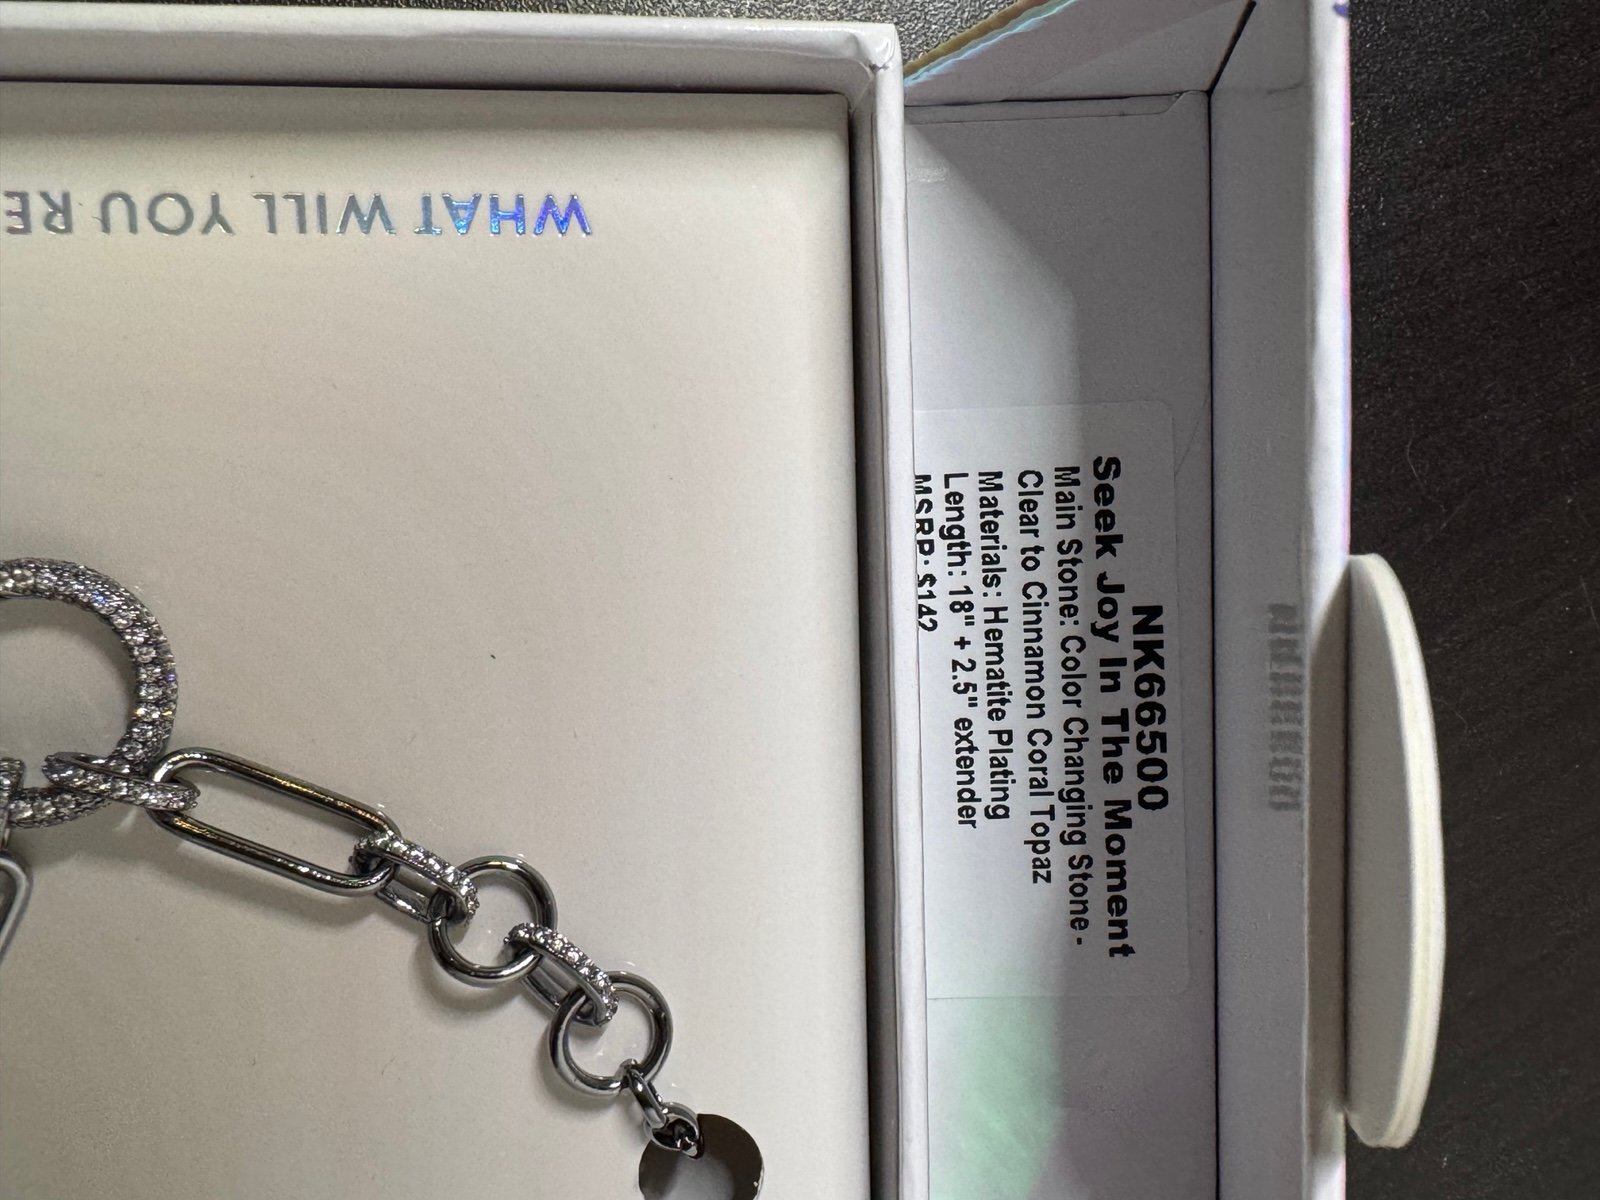 WHAT WILL YOU RE
NK66500
Seek Joy In The Moment
Main Stone: Color Changing Stone -
Clear to Cinnamon Coral Topaz
Materials: Hematite Plating
Length: 18" + 2.5" extender
MSRP: $142